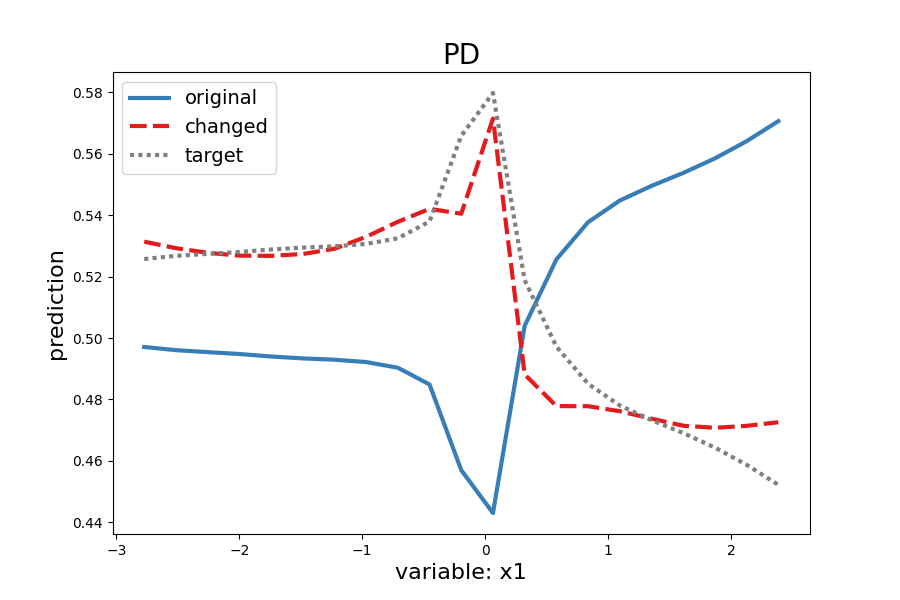 PD
original
changed
target
prediction
0.58
0.56
0.54
0.52
0.50
0.48
0.46
0.44
−3
−2
−1
0
1
2
variable: x1